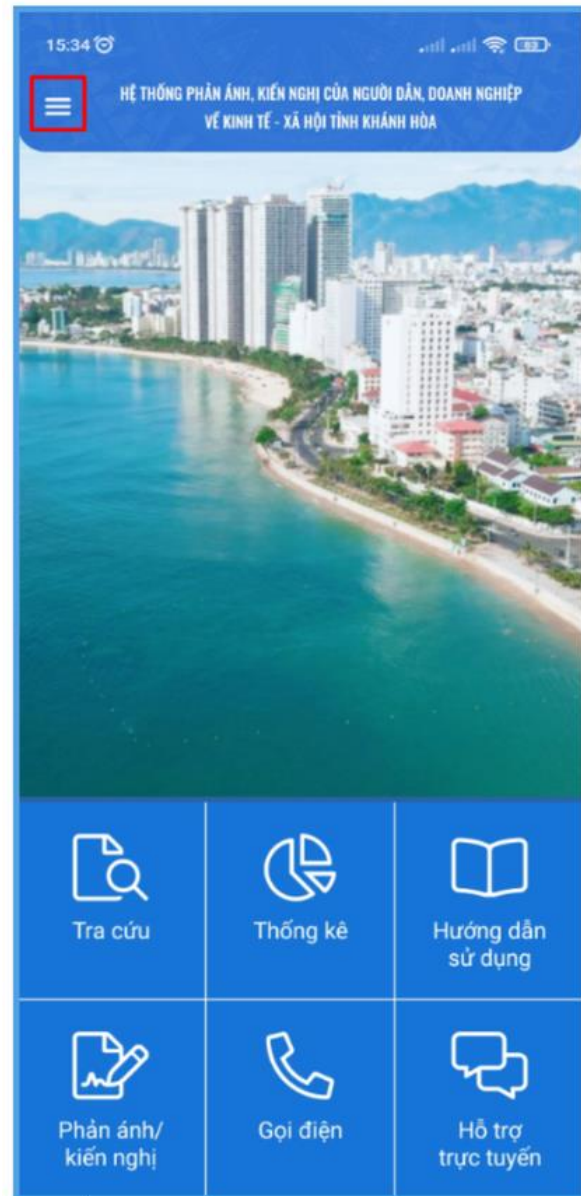 15:34
63
HỆ THỐNG PHẢN ÁNH, KIẾN NGHỊ CỦA NGƯỜI DÂN, DOANH NGHIỆP
VỀ KINH TẾ - XÃ HỘI TỈNH KHÁNH HÒA
Tra cứu
Thống kê
Hướng dẫn
sử dụng
Phản ánh/
kiến nghị
Gọi điện
Hỗ trợ
trực tuyến